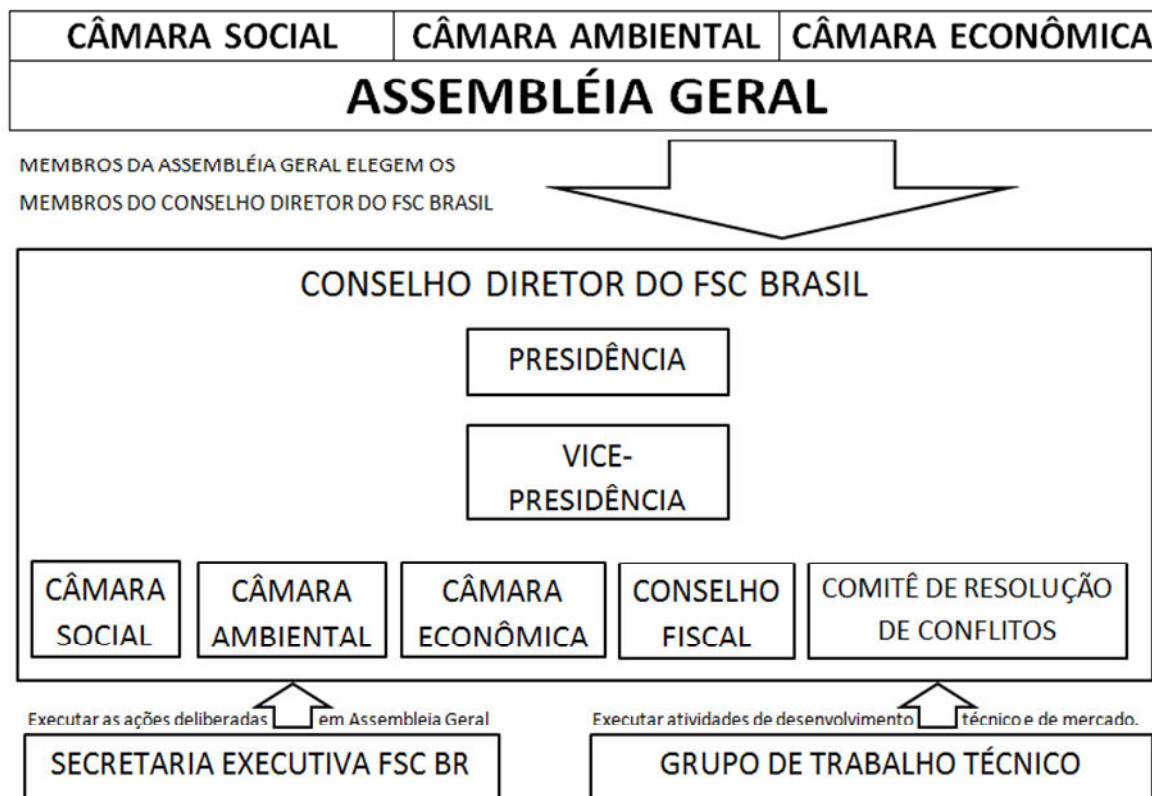 CÂMARA SOCIAL CÂMARA AMBIENTAL CÂMARA ECONÔMICA
ASSEMBLÉIA GERAL
MEMBROS DA ASSEMBLÉIA GERAL ELEGEM OS
MEMBROS DO CONSELHO DIRETOR DO FSC BRASIL
CONSELHO DIRETOR DO FSC BRASIL
PRESIDÊNCIA
VICE-
PRESIDÊNCIA
CÂMARA
SOCIAL
CÂMARA
AMBIENTAL
CÂMARA
ECONÔMICA
CONSELHO
FISCAL
COMITÊ DE RESOLUÇÃO
DE CONFLITOS
Executar as ações deliberadas em Assembleia Geral
Executar atividades de desenvolvimento técnico e de mercado.
SECRETARIA EXECUTIVA FSC BR
GRUPO DE TRABALHO TÉCNICO